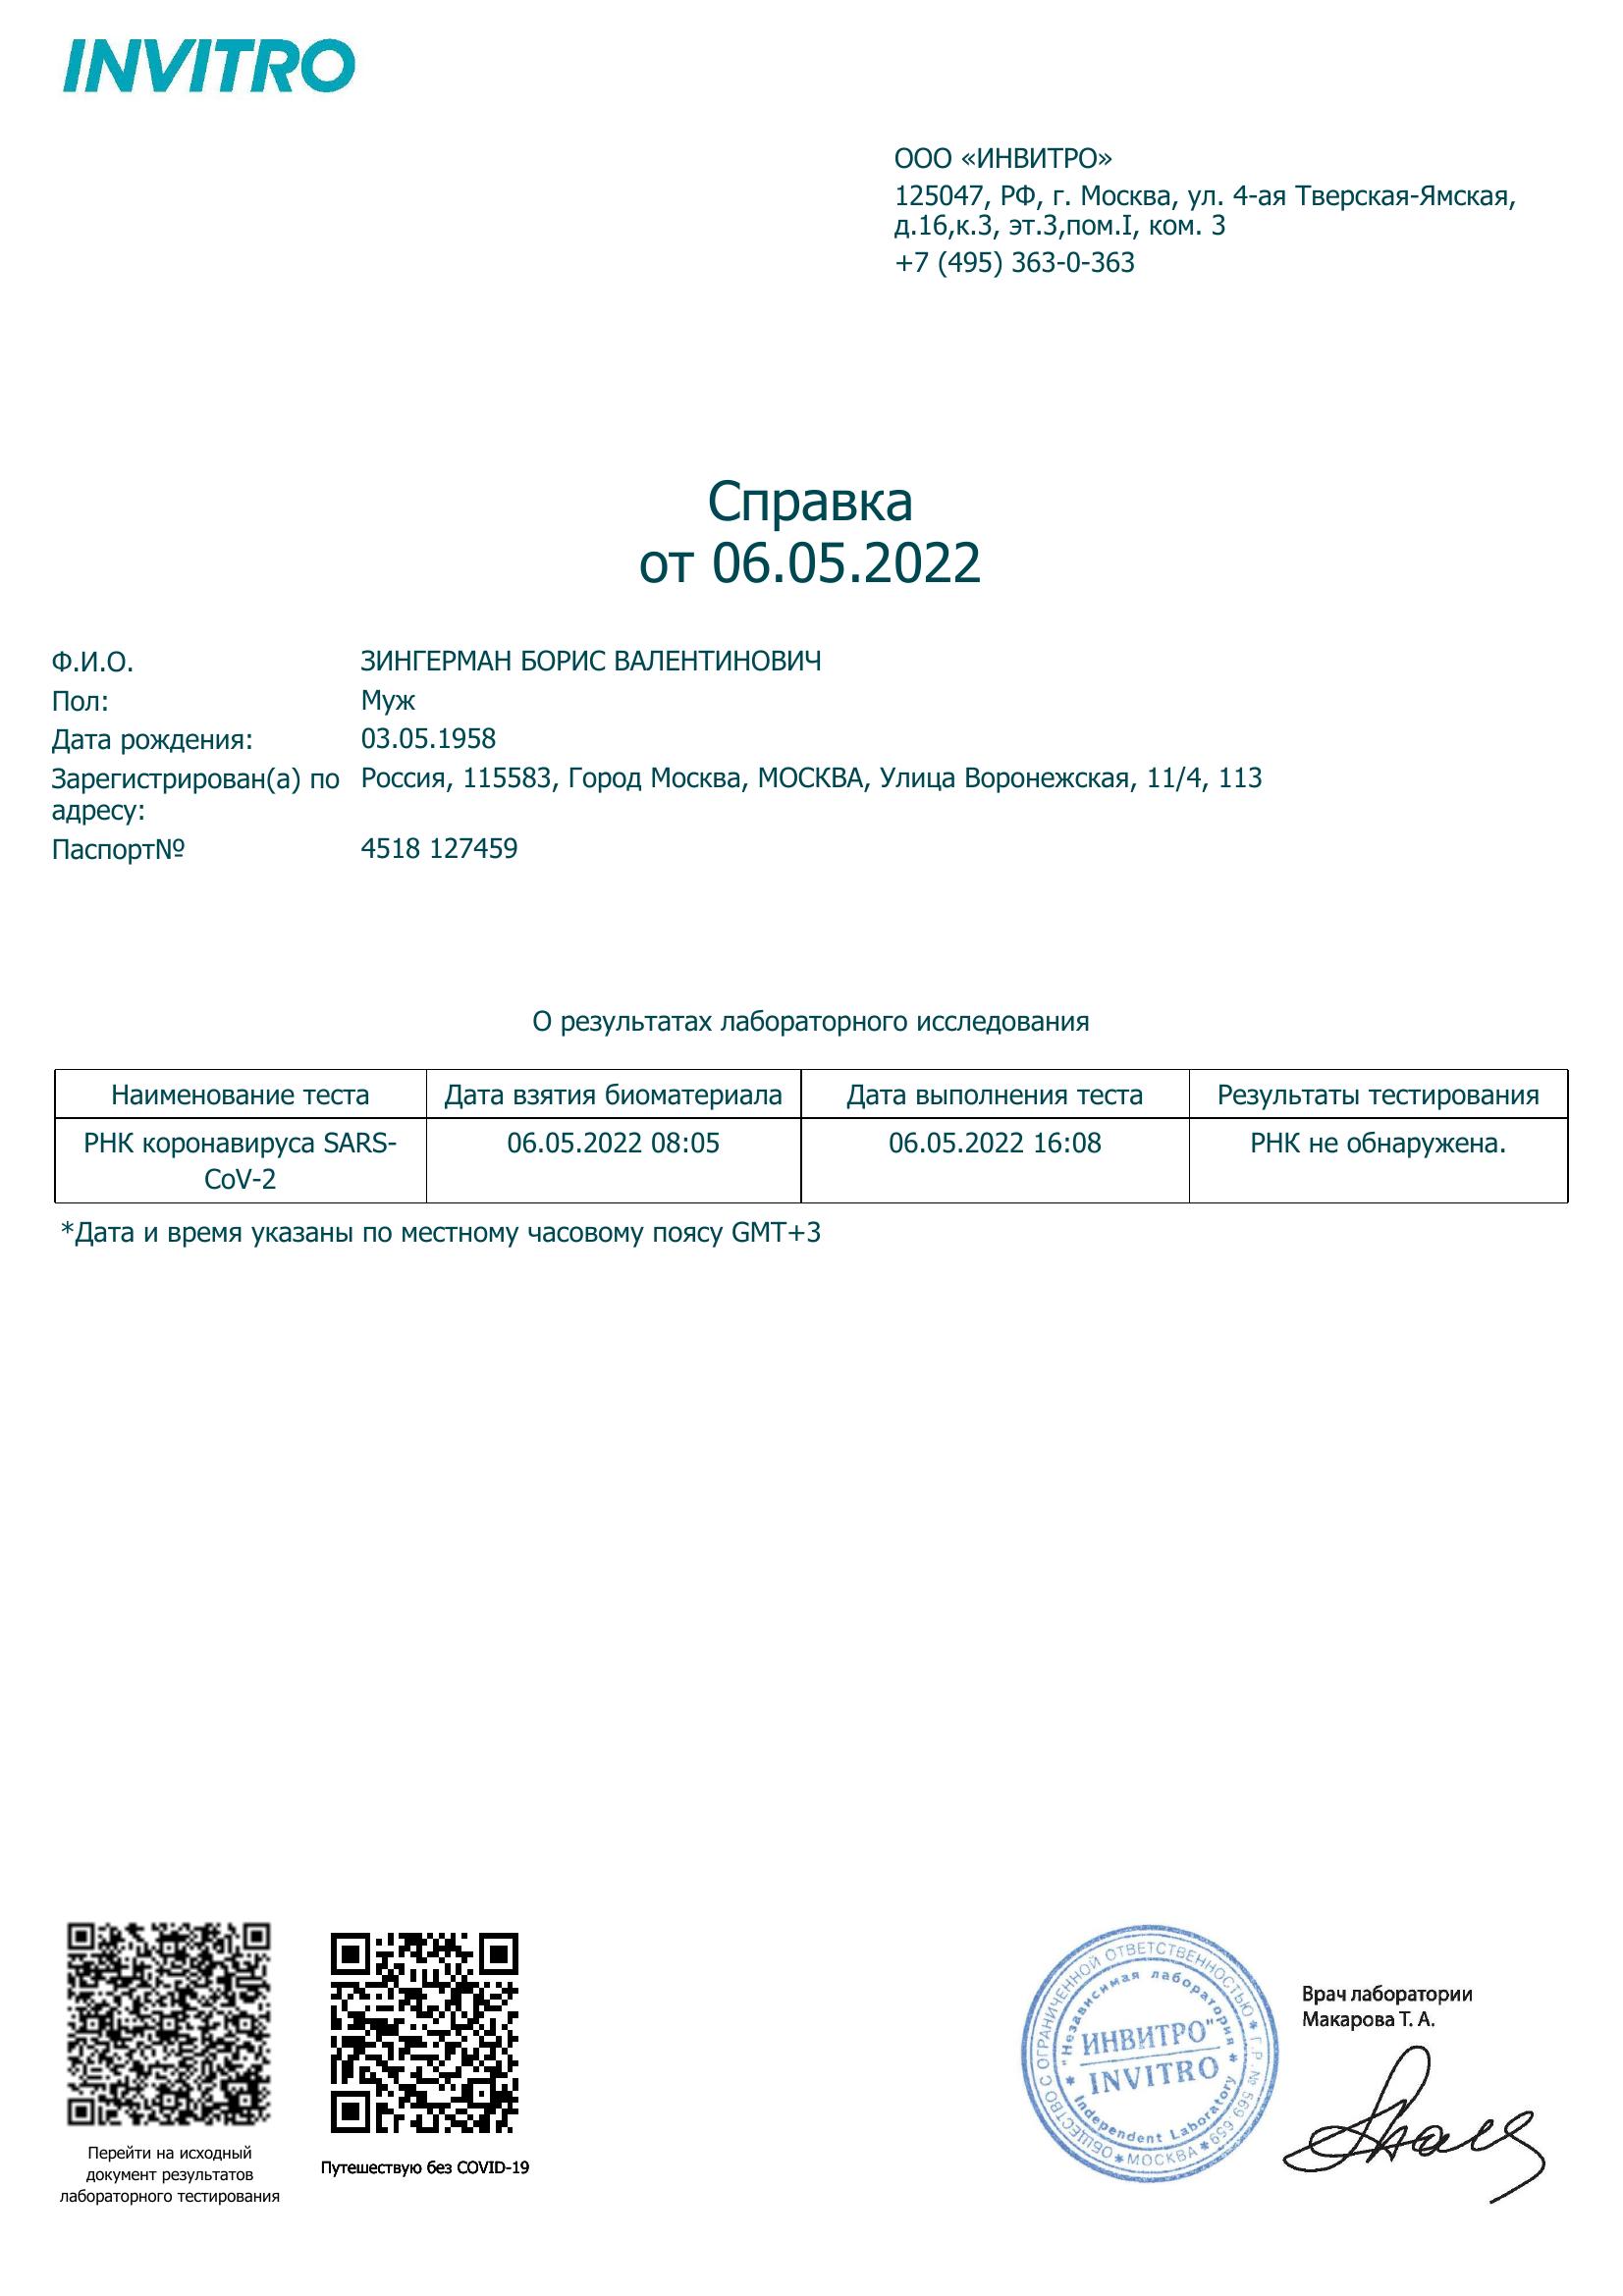 INVITRO
ООО «ИНВИТРО»
125047, РФ, г. Москва, ул. 4-ая Тверская-Ямская,
д.16,к.3, эт.3,пом.I, ком. 3
+7 (495) 363-0-363
Справка
от 06.05.2022
Ф.И.О. ЗИНГЕРМАН БОРИС ВАЛЕНТИНОВИЧ
Пол: Муж
Дата рождения: 03.05.1958
Зарегистрирован(а) по Россия, 115583, Город Москва, МОСКВА, Улица Воронежская, 11/4, 113
адресу:
Паспорт№ 4518 127459
О результатах лабораторного исследования
Наименование теста Дата взятия биоматериала Дата выполнения теста Результаты тестирования
РНК коронавируса SARS- 06.05.2022 08:05 06.05.2022 16:08 РНК не обнаружена.
CoV-2
*Дата и время указаны по местному часовому поясу GMT+3
Перейти на исходный
документ результатов
лабораторного тестирования
Путешествую без COVID-19
ОБЩЕСТВО С ОГРАНИЧЕННОЙ ОТВЕТСТВЕННОСТЬЮ * Г.Р. № 569 659 * МОСКВА *
"Независимая лаборатория
ИНВИТРО"
INVITRO
Independent Laboratory
Врач лаборатории
Макарова Т. А.